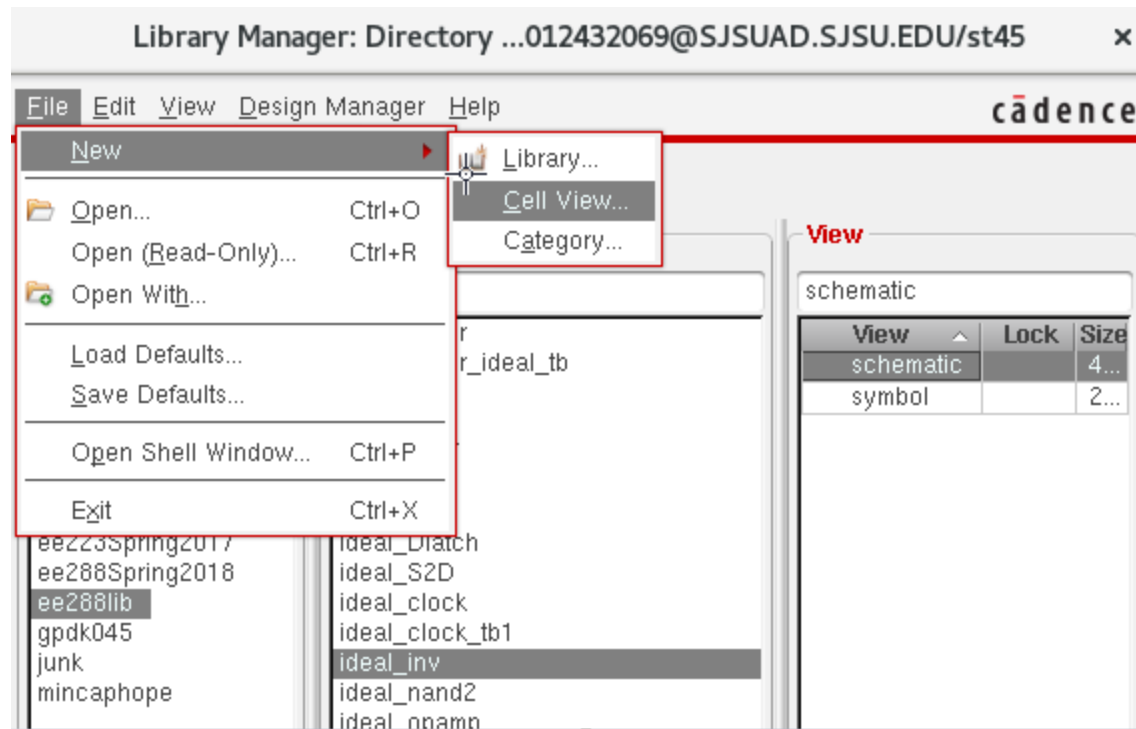 Library Manager: Directory ...012432069@SJSUAD.SJSU.EDU/st45 ×
File Edit View Design Manager Help cādence
New
Library...
Cell View...
Category...
Open... Ctrl+O
Open (Read-Only)... Ctrl+R
Open With...
Load Defaults...
Save Defaults...
Open Shell Window... Ctrl+P
Exit Ctrl+X
ee223Spring2017
ee288Spring2018
ee288lib
gpdk045
junk
mincaphope
r
r_ideal_tb
ideal_Dlatch
ideal_S2D
ideal_clock
ideal_clock_tb1
ideal_inv
ideal_nand2
ideal_opamp
View
schematic
View Lock Size
schematic 4...
symbol 2...